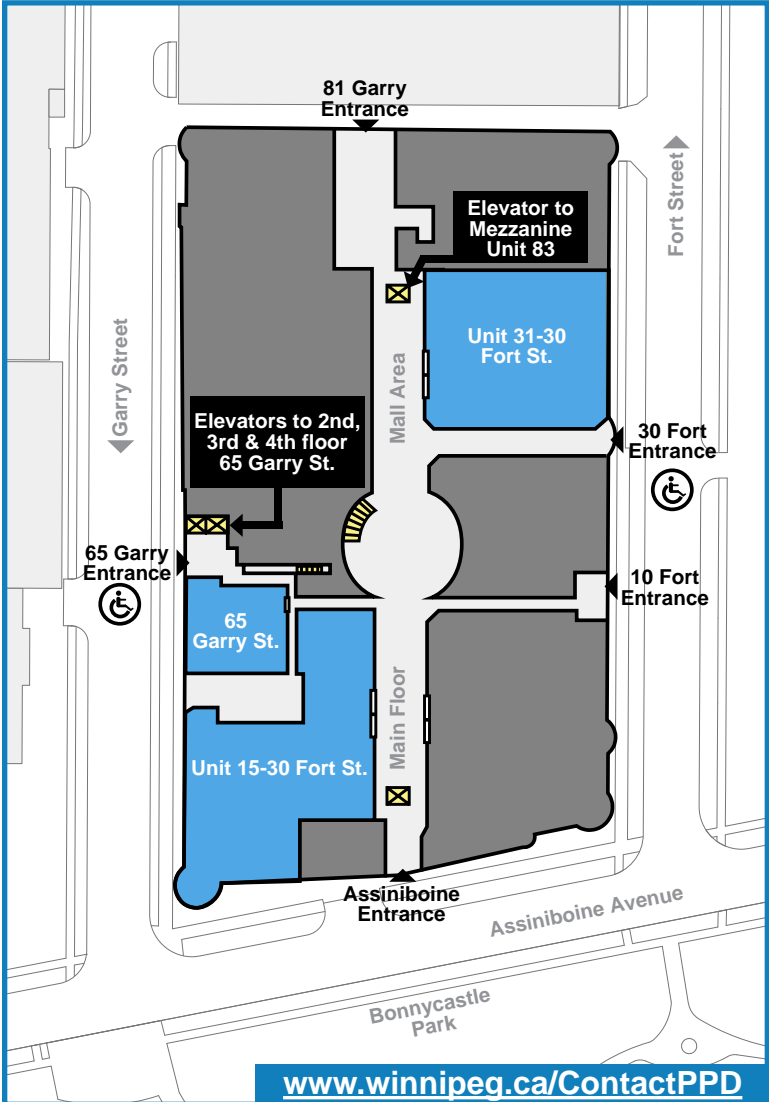 81 Garry
Entrance
Fort Street
Elevator to
Mezzanine
Unit 83
Unit 31-30
Fort St.
Garry Street
Mall Area
Elevators to 2nd,
3rd & 4th floor
65 Garry St.
30 Fort
Entrance
65 Garry
Entrance
10 Fort
Entrance
65
Garry St.
Main Floor
Unit 15-30 Fort St.
Assiniboine
Entrance
Assiniboine Avenue
Bonnycastle
Park
www.winnipeg.ca/ContactPPD